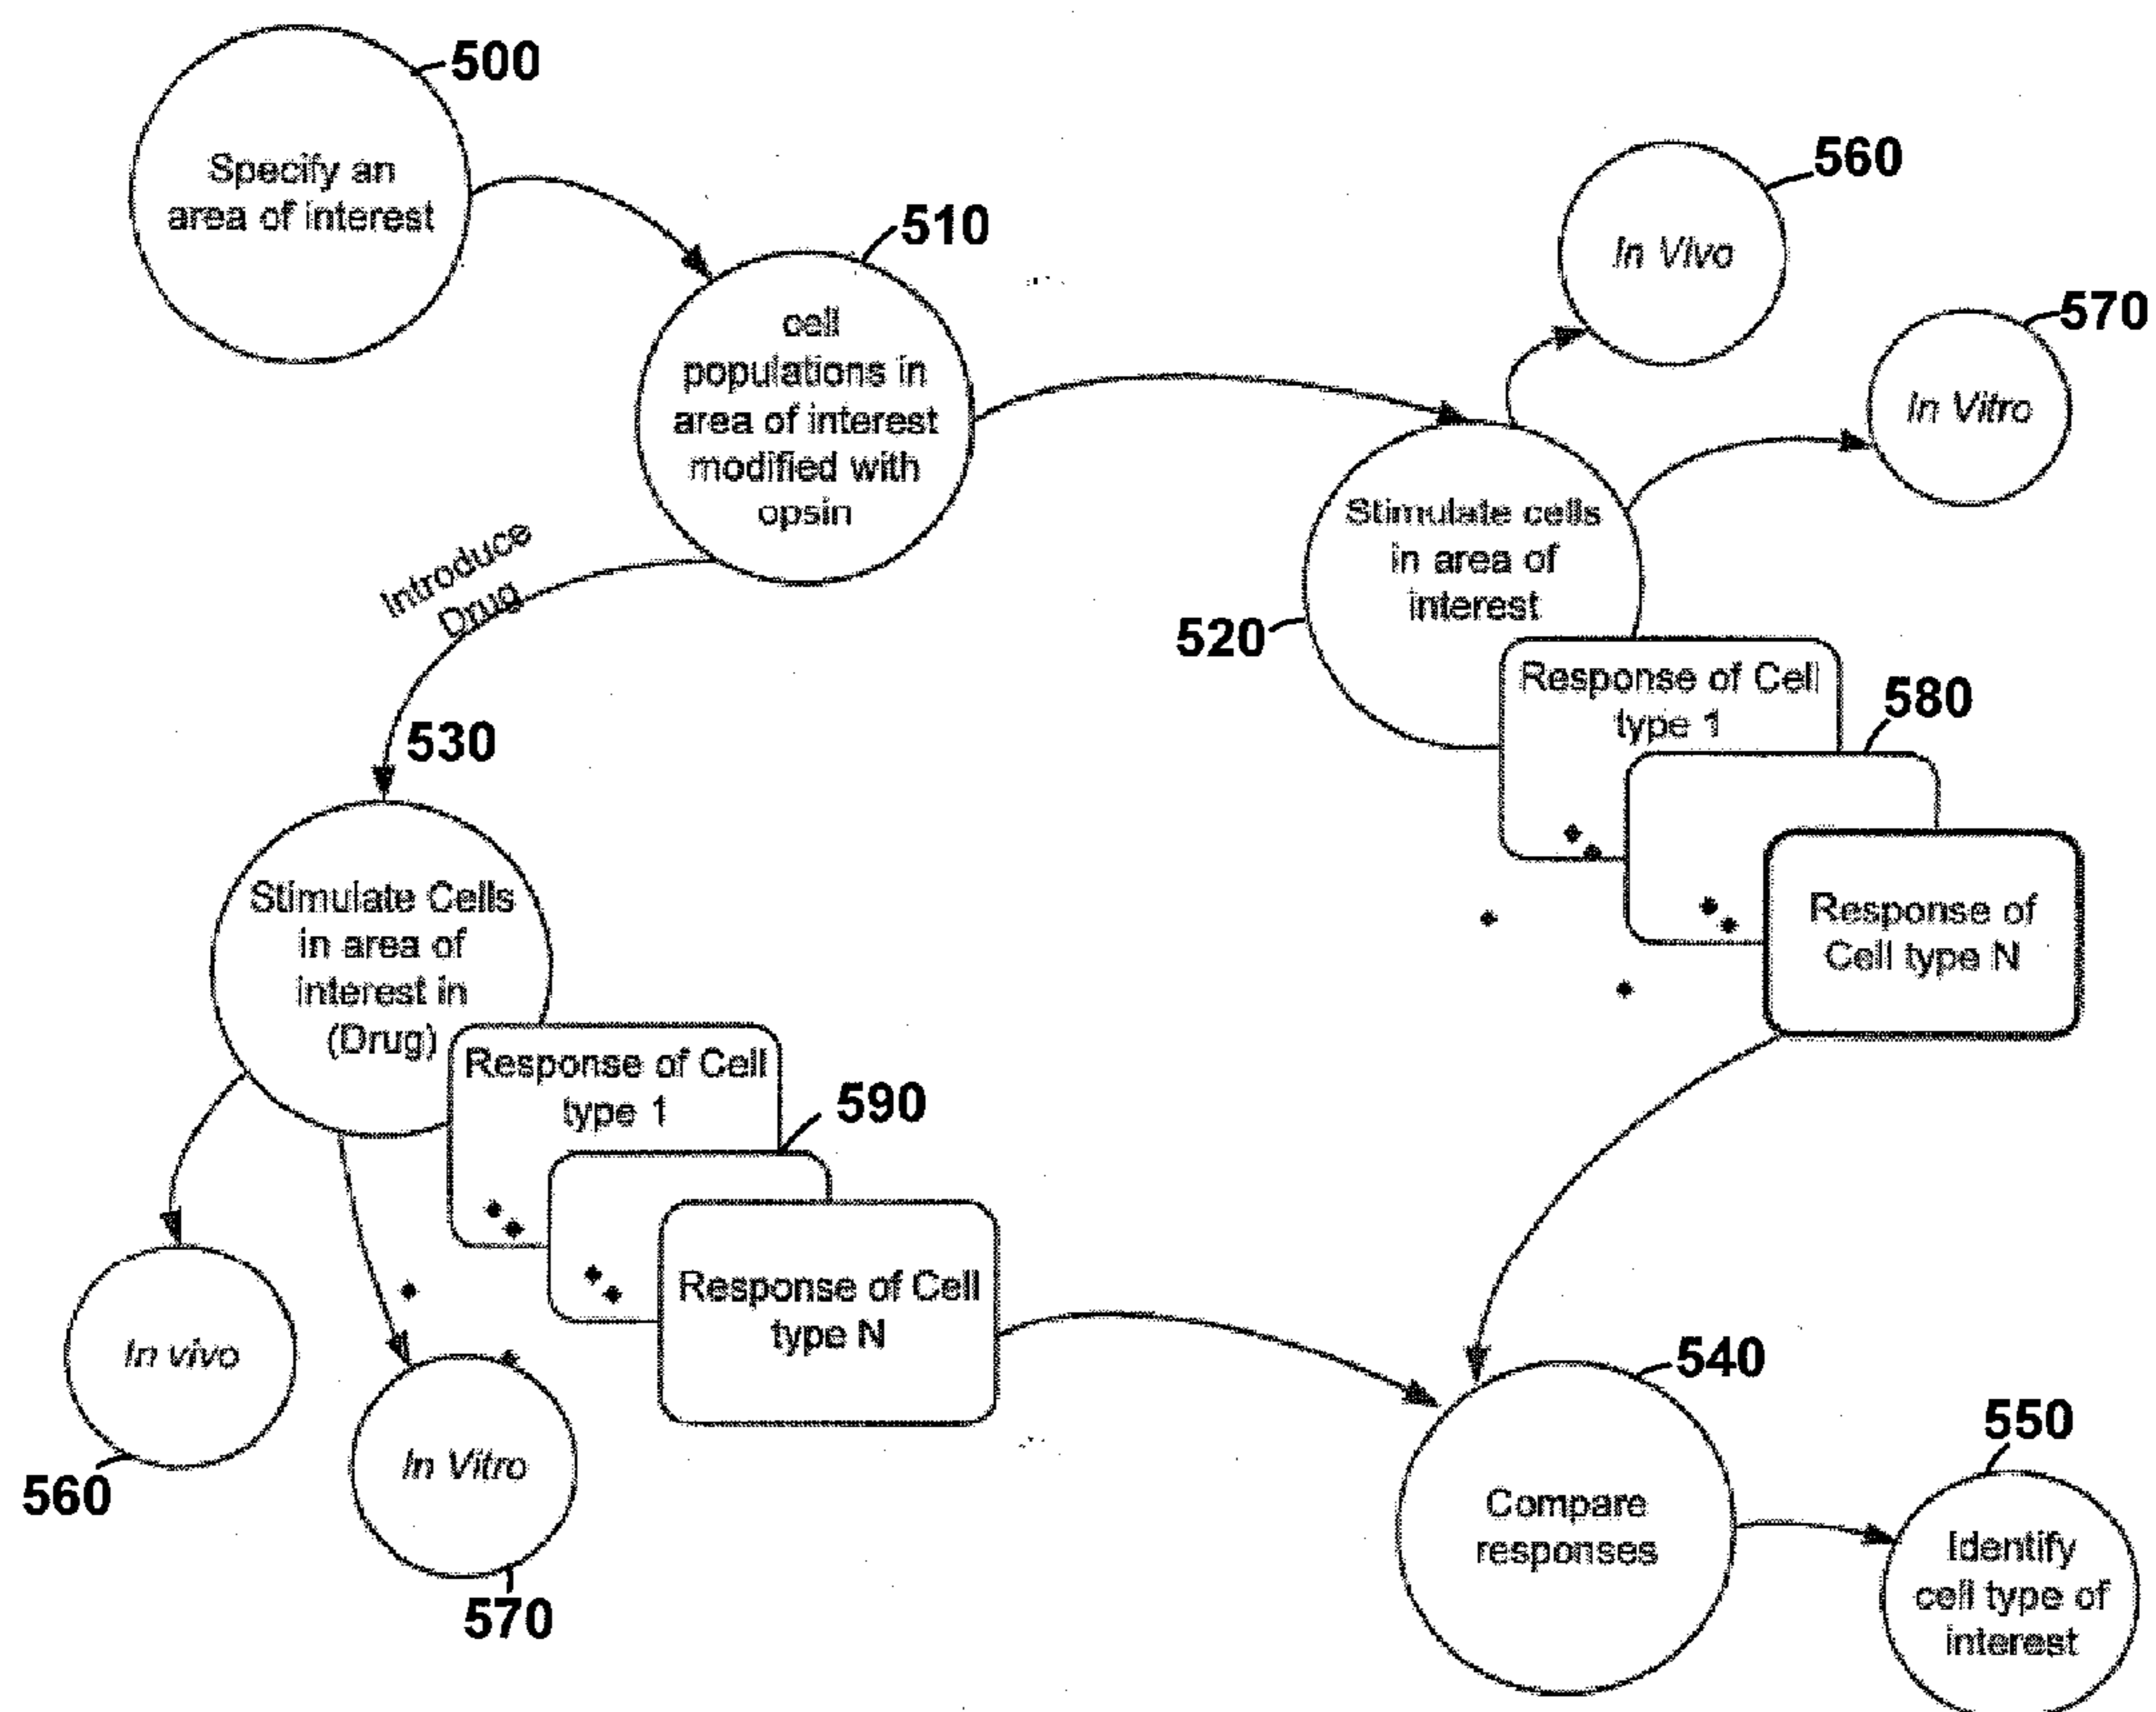 500
Specify an
area of interest
510
cell
populations in
area of interest
modified with
opsin
560
In Vivo
570
In Vitro
Stimulate cells
in area of
interest
520
Response of Cell
type 1
580
Response of
Cell type N
Introduce
Drug
530
Stimulate Cells
in area of
interest in
(Drug)
Response of Cell
type 1
590
Response of Cell
type N
In vivo
560
In Vitro
570
540
Compare
responses
550
Identify
cell type of
interest